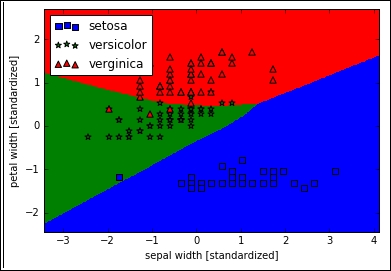 setosa
versicolor
verginica
petal width [standardized]
2
1
0
−1
−2
−3 −2 −1 0 1 2 3 4
sepal width [standardized]